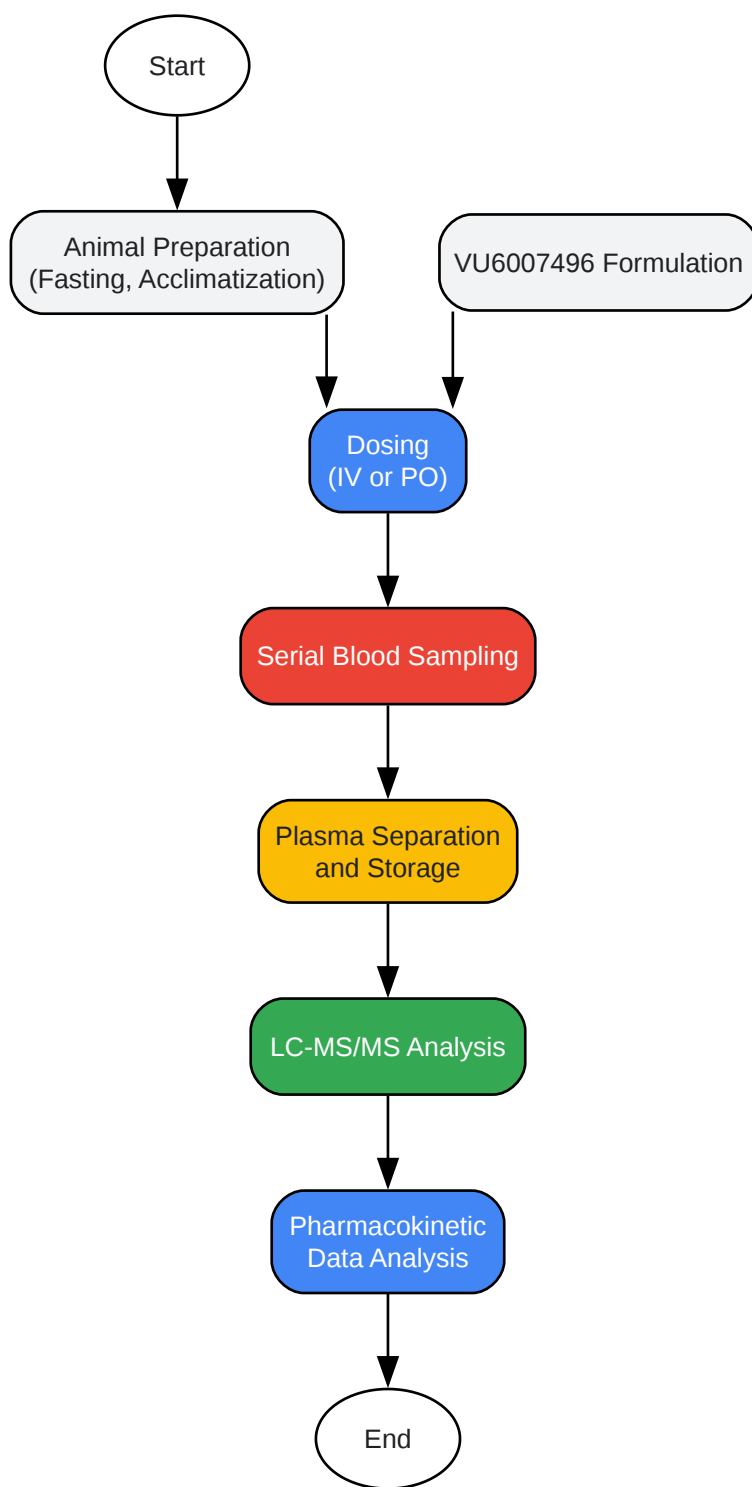 Start
Animal Preparation
(Fasting, Acclimatization)
VU6007496 Formulation
Dosing
(IV or PO)
Serial Blood Sampling
Plasma Separation
and Storage
LC-MS/MS Analysis
Pharmacokinetic
Data Analysis
End